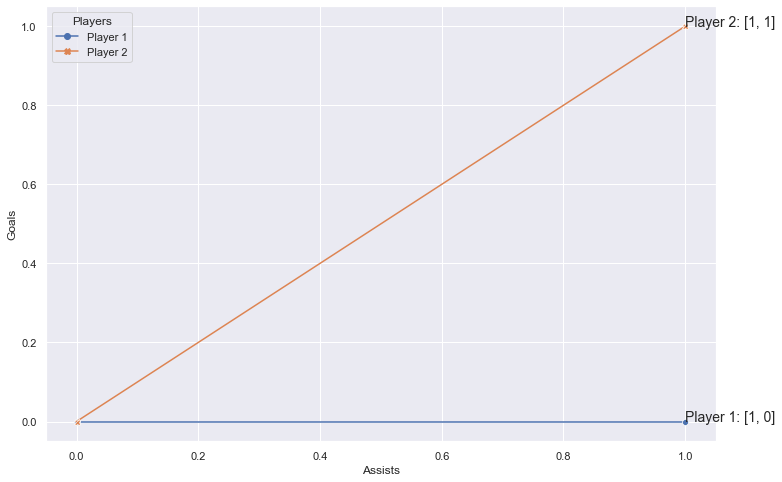 Players
Player 1
Player 2
Player 2: [1, 1]
Player 1: [1, 0]
Goals
1.0
0.8
0.6
0.4
0.2
0.0
0.0 0.2 0.4 0.6 0.8 1.0
Assists